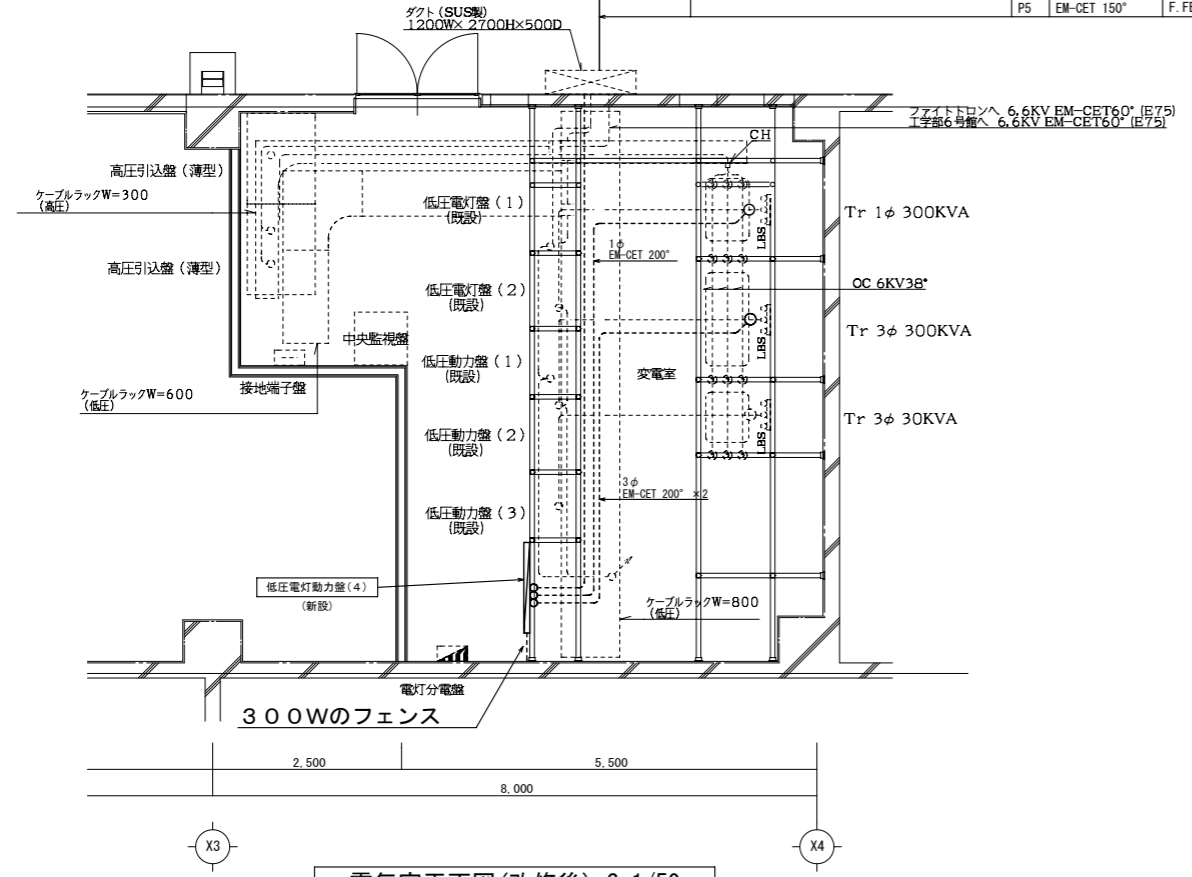 ダクト(SUS製)
1200W× 2700H×500D
P5 EM-CET 150°
ファイトトロンへ 6,6KV EM-CET60° (E75)
工学部6号館へ 6,6KV EM-CET60° (E75)
CH
高圧引込盤(薄型)
ケーブルラックW=300
(高圧)
低圧電灯盤(1)
(既設)
LBS
Tr 1φ 300KVA
1φ
EM-CET 200°
高圧引込盤(薄型)
OC 6KV38°
低圧電灯盤(2)
(既設)
中央監視盤
LBS
Tr 3φ 300KVA
低圧動力盤(1)
(既設)
変電室
接地端子盤
ケーブルラックW=600
(低圧)
Tr 3φ 30KVA
LBS
低圧動力盤(2)
(既設)
3φ
EM-CET 200° ×2
低圧動力盤(3)
(既設)
低圧電灯動力盤(4)
(新設)
ケーブルラックW=800
(低圧)
電灯分電盤
300Wのフェンス
2,500
5,500
8,000
X3
X4